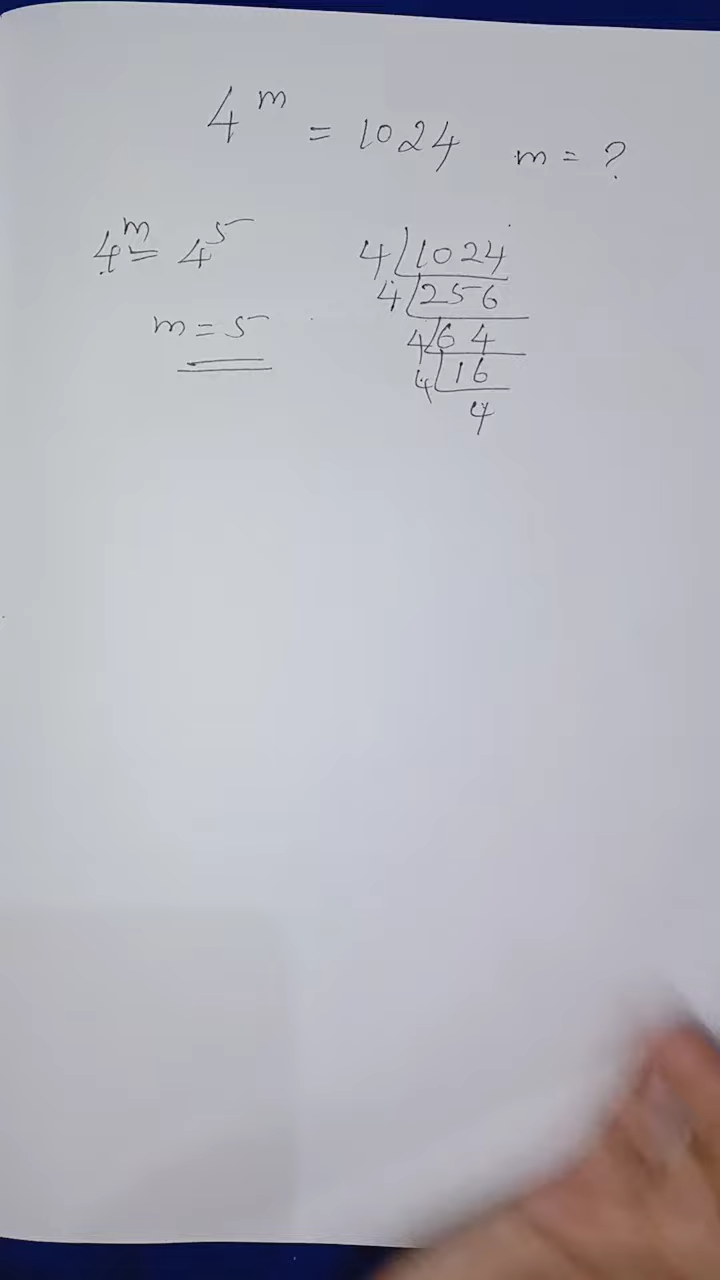 4^m = 1024 m = ?
4^m = 4^5
m = 5
4 | 1024
4 | 256
4 | 64
4 | 16
4